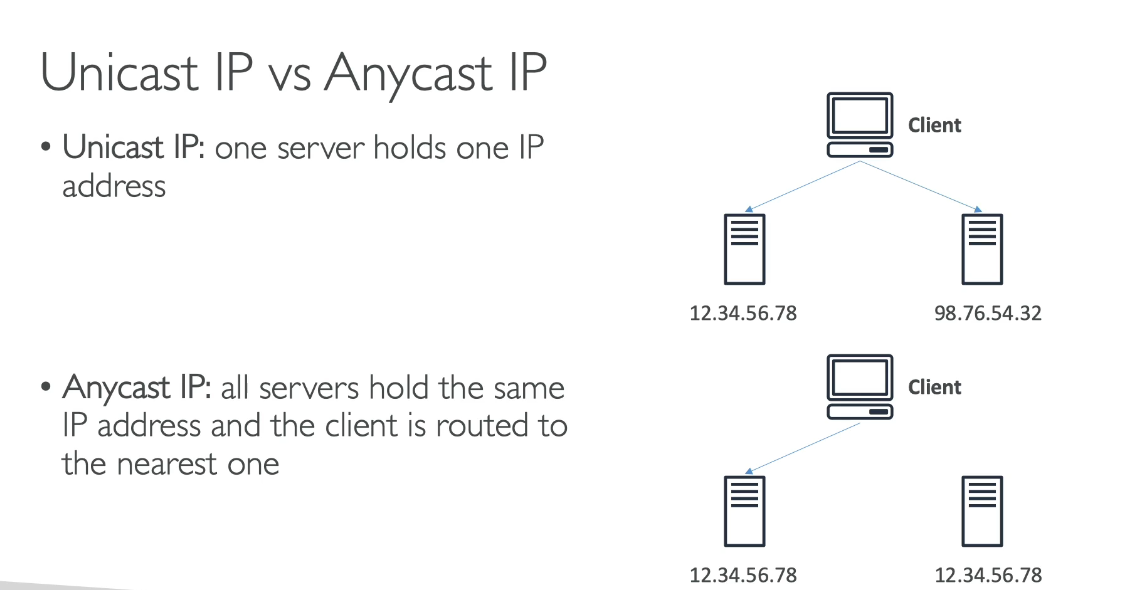 Unicast IP vs Anycast IP
• Unicast IP: one server holds one IP
address
Client
12.34.56.78
98.76.54.32
• Anycast IP: all servers hold the same
IP address and the client is routed to
the nearest one
Client
12.34.56.78
12.34.56.78